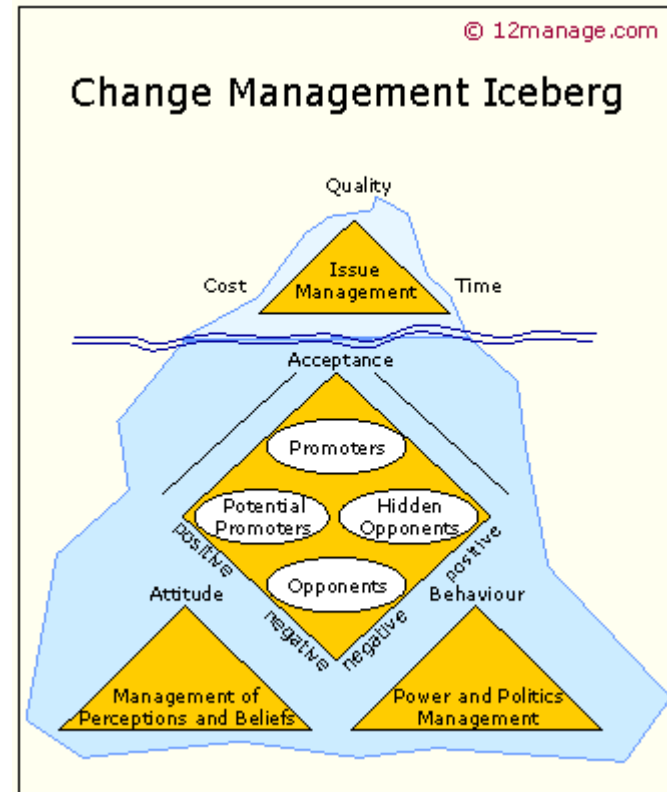 © 12manage.com
Change Management Iceberg
Quality
Cost
Issue
Management
Time
Acceptance
Promoters
Potential
Promoters
Hidden
Opponents
Opponents
positive
negative
negative
positive
Attitude
Behaviour
Management of
Perceptions and Beliefs
Power and Politics
Management